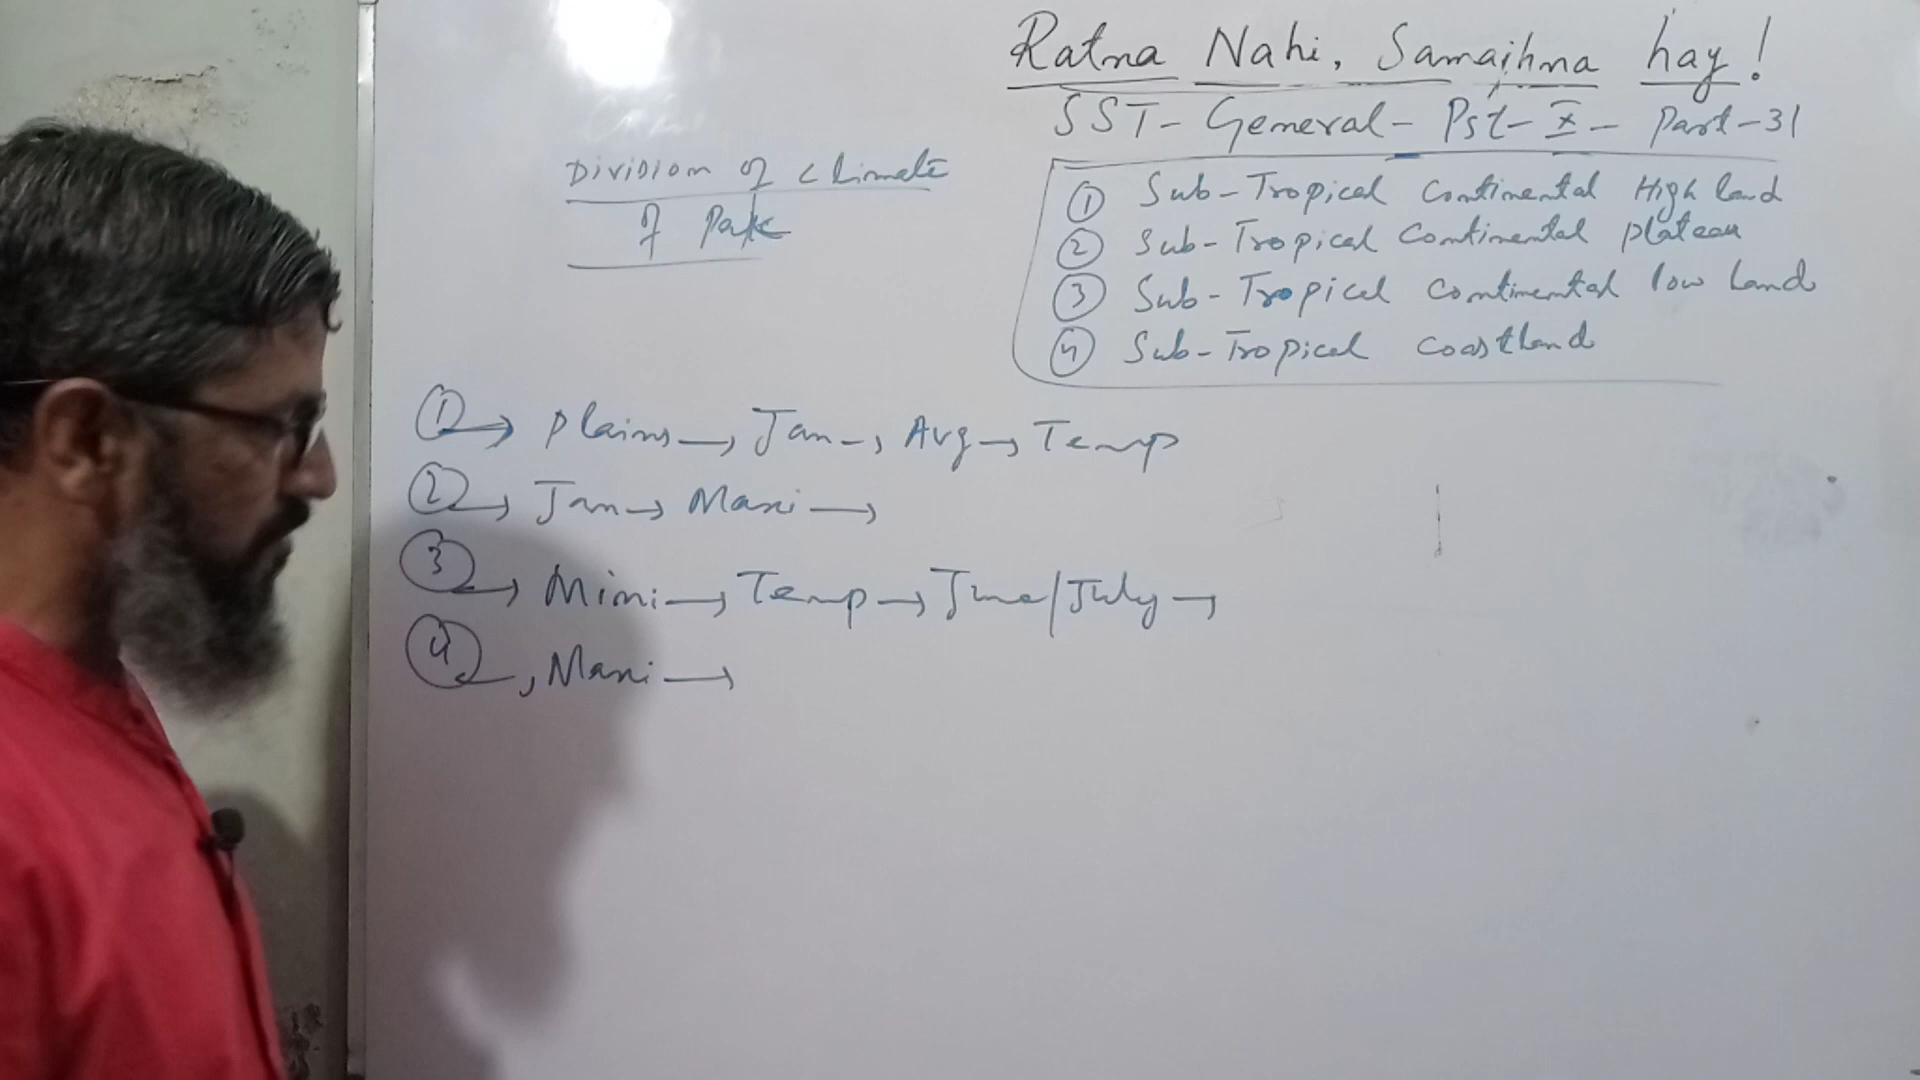 Ratna Nahi, Samajhna hay!
SST- General- Pst- X- Part-31
Division of climate
of Pak
① Sub-Tropical Continental High land
② Sub-Tropical Continental plateau
③ Sub-Tropical Continental low land
④ Sub-Tropical coastland
①→ Plains→ Jan→ Avg→ Temp
②→ Jan→ Maxi→
③→ Mini→ Temp→ June/July→
④→ Maxi→